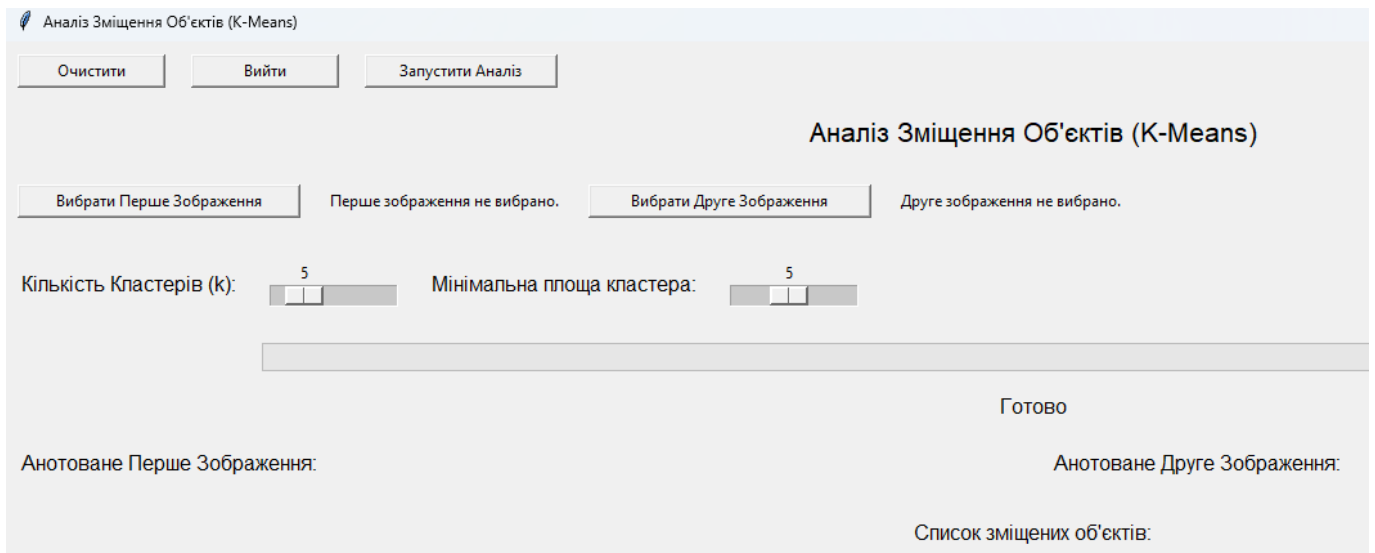 Аналіз Зміщення Об'єктів (K-Means)
Очистити Вийти Запустити Аналіз
Аналіз Зміщення Об'єктів (K-Means)
Вибрати Перше Зображення Перше зображення не вибрано. Вибрати Друге Зображення Друге зображення не вибрано.
5 5
Кількість Кластерів (k): Мінімальна площа кластера:
Готово
Анотоване Перше Зображення: Анотоване Друге Зображення:
Список зміщених об'єктів: